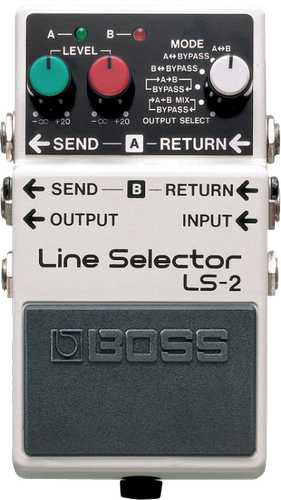 A B
LEVEL
MODE
A↔B
A↔BYPASS
B↔BYPASS
→A→B
BYPASS←
→A+B MIX
BYPASS←
OUTPUT SELECT
-∞ +20 -∞ +20
← SEND — A — RETURN ←
← SEND — B — RETURN ←
← OUTPUT INPUT ←
Line Selector
LS-2
BOSS